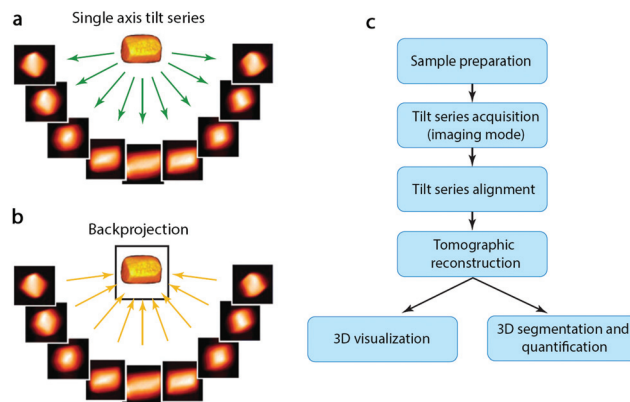 a
Single axis tilt series
b
Backprojection
c
Sample preparation
Tilt series acquisition
(imaging mode)
Tilt series alignment
Tomographic
reconstruction
3D visualization
3D segmentation and
quantification